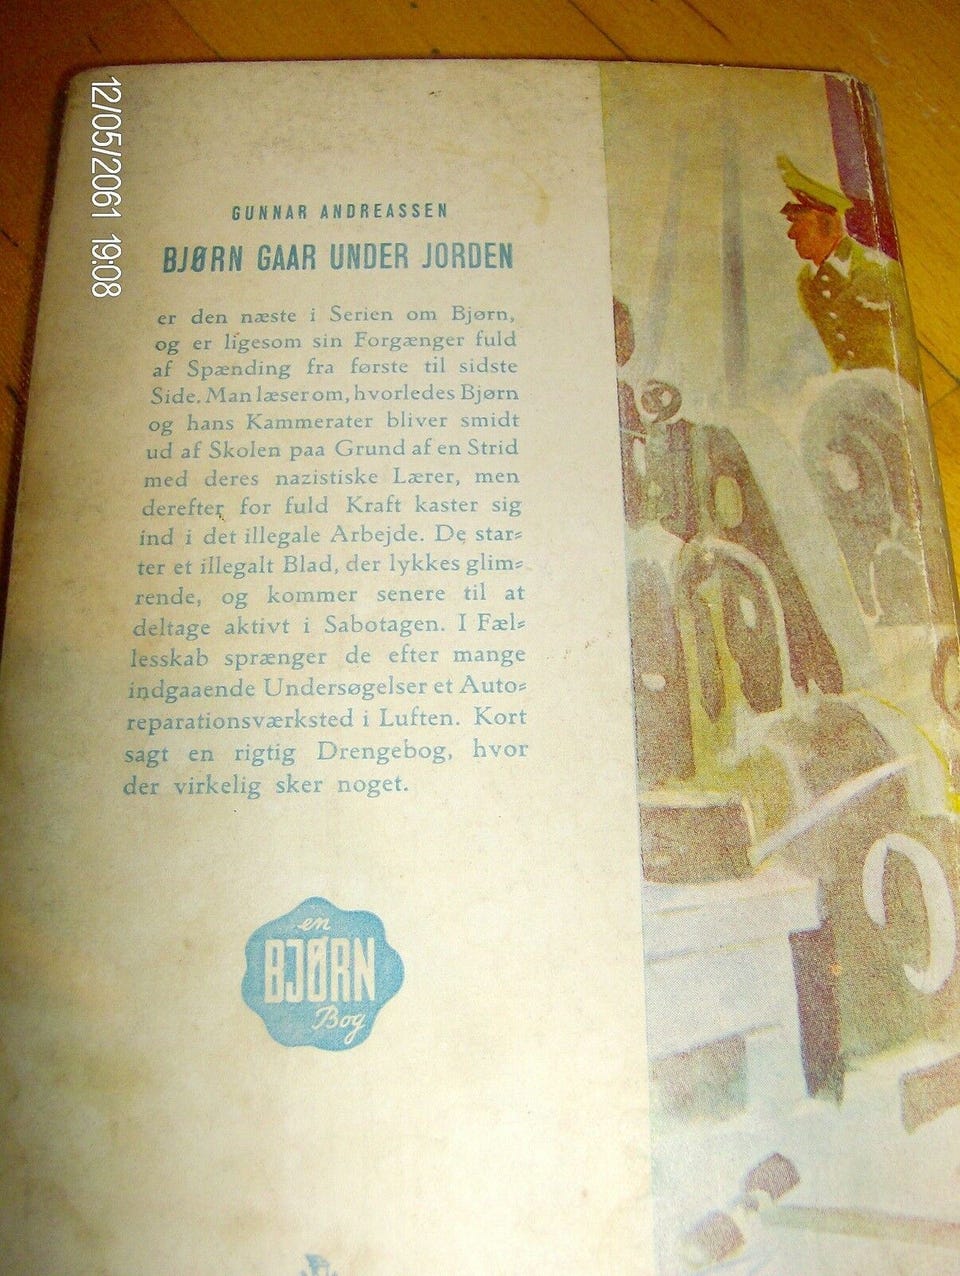 12/05/2061 19:08
GUNNAR ANDREASSEN
BJØRN GAAR UNDER JORDEN
er den næste i Serien om Bjørn,
og er ligesom sin Forgænger fuld
af Spænding fra første til sidste
Side. Man læser om, hvorledes Bjørn
og hans Kammerater bliver smidt
ud af Skolen paa Grund af en Strid
med deres nazistiske Lærer, men
derefter for fuld Kraft kaster sig
ind i det illegale Arbejde. De star=
ter et illegalt Blad, der lykkes glim=
rende, og kommer senere til at
deltage aktivt i Sabotagen. I Fæl=
lesskab sprænger de efter mange
indgaaende Undersøgelser et Auto=
reparationsværksted i Luften. Kort
sagt en rigtig Drengebog, hvor
der virkelig sker noget.
en
BJØRN
Bog